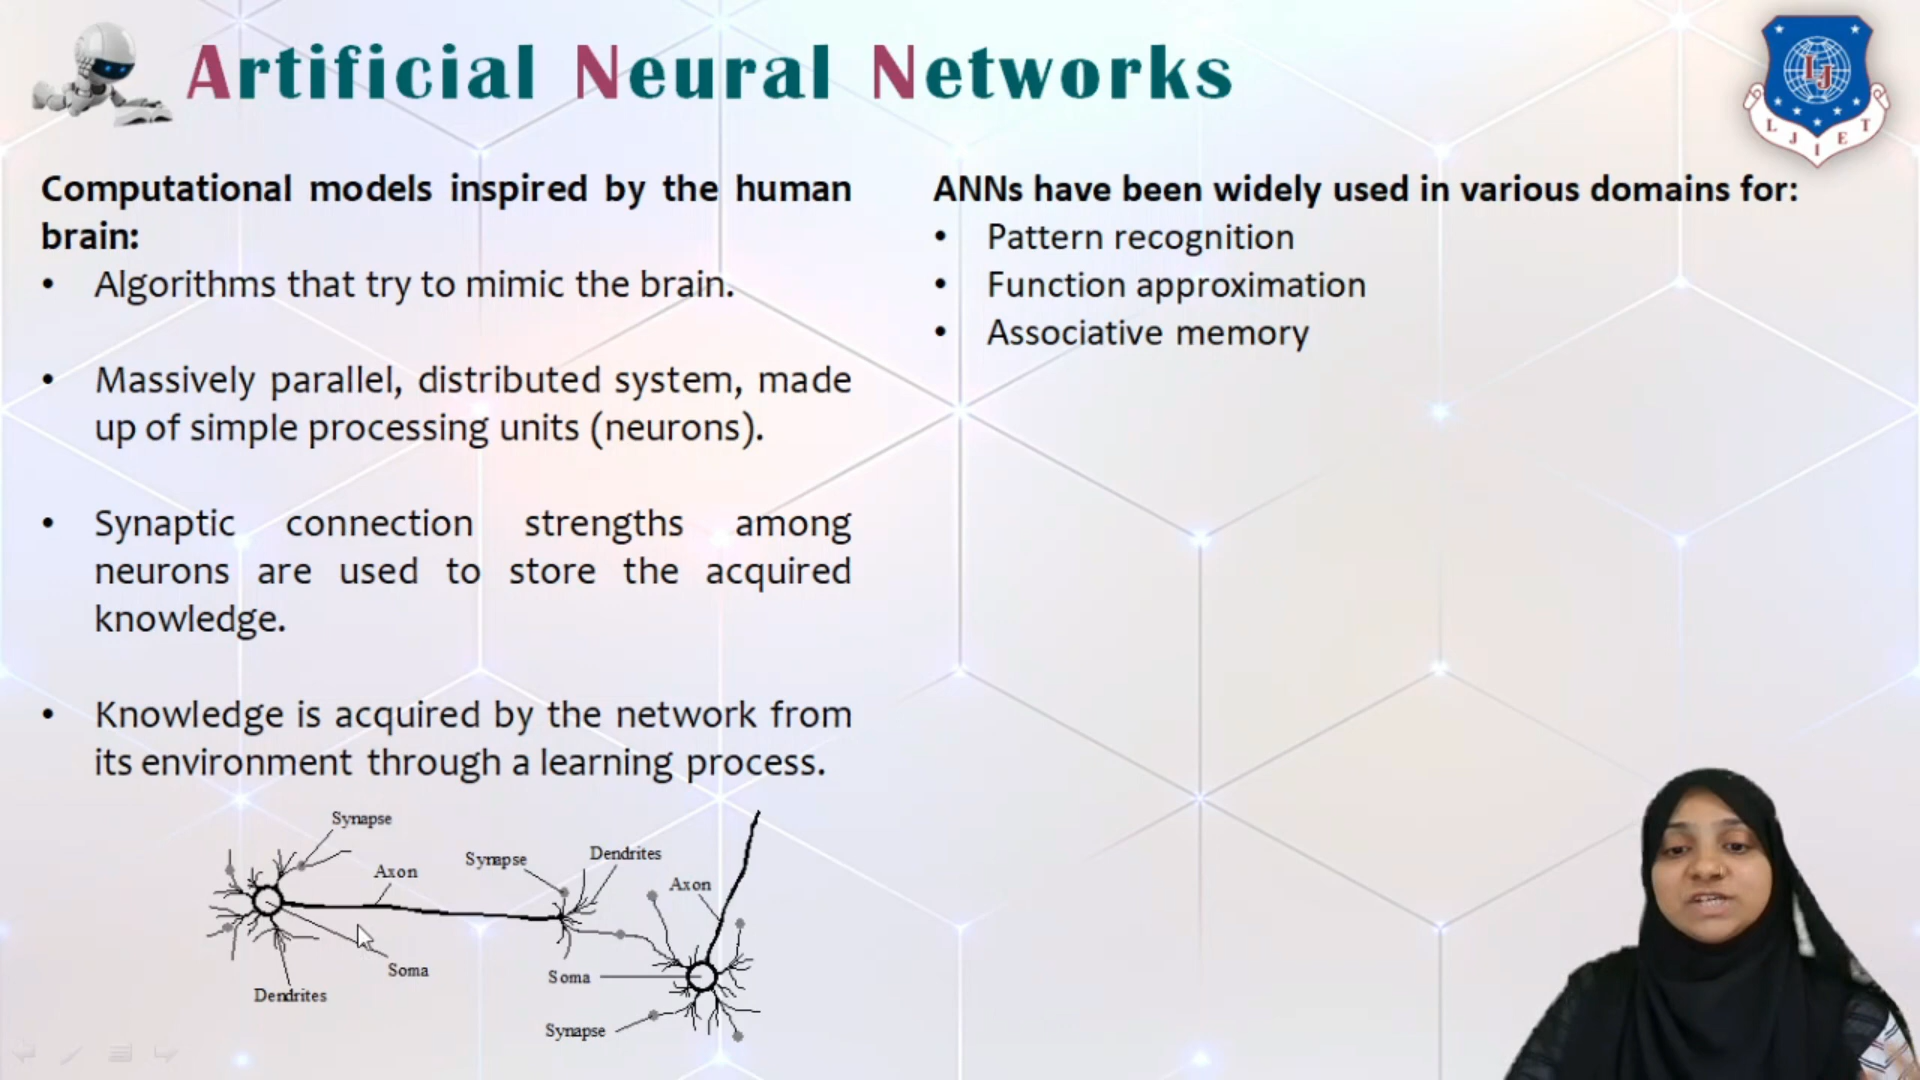 Artificial Neural Networks
LJ
L J I E T
Computational models inspired by the human
brain:
• Algorithms that try to mimic the brain.
• Massively parallel, distributed system, made
up of simple processing units (neurons).
• Synaptic connection strengths among
neurons are used to store the acquired
knowledge.
• Knowledge is acquired by the network from
its environment through a learning process.
ANNs have been widely used in various domains for:
• Pattern recognition
• Function approximation
• Associative memory
Synapse
Axon
Synapse
Dendrites
Axon
Soma
Dendrites
Soma
Synapse